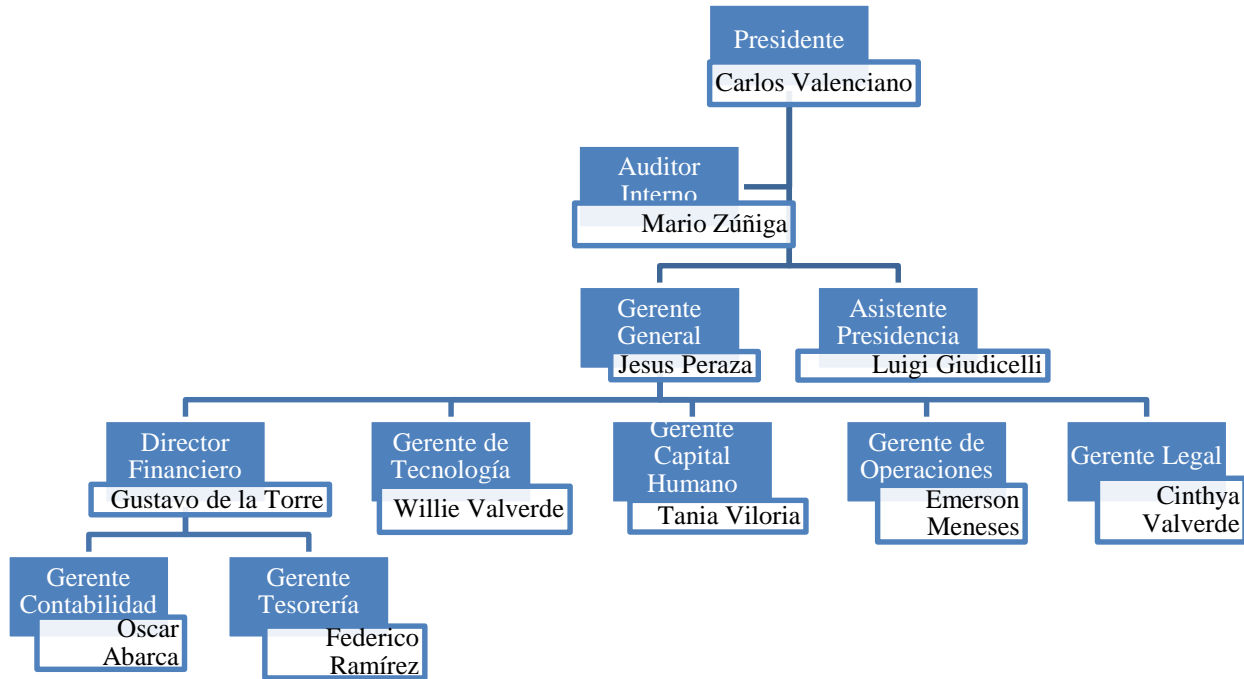 Presidente
Carlos Valenciano
Auditor
Interno
Mario Zúñiga
Gerente
General
Jesus Peraza
Asistente
Presidencia
Luigi Giudicelli
Director
Financiero
Gustavo de la Torre
Gerente de
Tecnología
Willie Valverde
Gerente
Capital
Humano
Tania Viloria
Gerente de
Operaciones
Emerson
Meneses
Gerente Legal
Cinthya
Valverde
Gerente
Contabilidad
Oscar
Abarca
Gerente
Tesorería
Federico
Ramírez